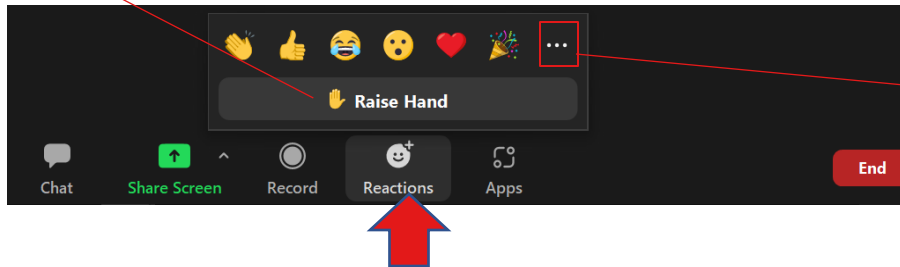 Raise Hand
Chat
Share Screen
Record
Reactions
Apps
End